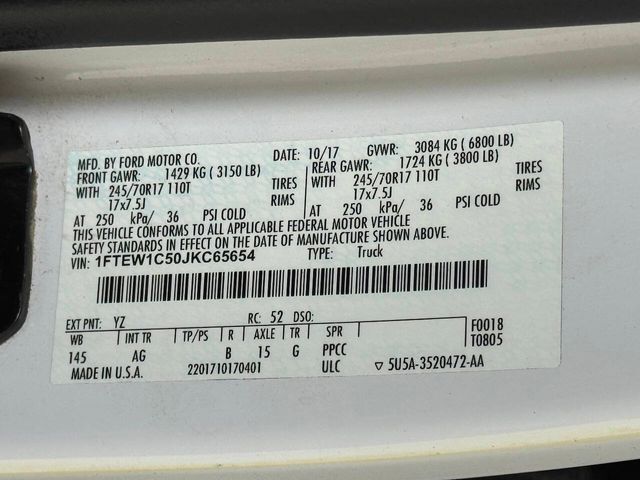 MFD. BY FORD MOTOR CO. DATE: 10/17 GVWR: 3084 KG ( 6800 LB)
FRONT GAWR: 1429 KG ( 3150 LB) REAR GAWR: 1724 KG ( 3800 LB)
WITH 245/70R17 110T TIRES WITH 245/70R17 110T TIRES
17x7.5J RIMS 17x7.5J RIMS
AT 250 kPa/ 36 PSI COLD AT 250 kPa/ 36 PSI COLD
THIS VEHICLE CONFORMS TO ALL APPLICABLE FEDERAL MOTOR VEHICLE
SAFETY STANDARDS IN EFFECT ON THE DATE OF MANUFACTURE SHOWN ABOVE.
VIN: 1FTEW1C50JKC65654 TYPE: Truck
EXT PNT: YZ RC: 52 DSO: F0018
WB INT TR TP/PS R AXLE TR SPR T0805
145 AG B 15 G PPCC
MADE IN U.S.A. 2201710170401 ULC ▽ 5U5A-3520472-AA